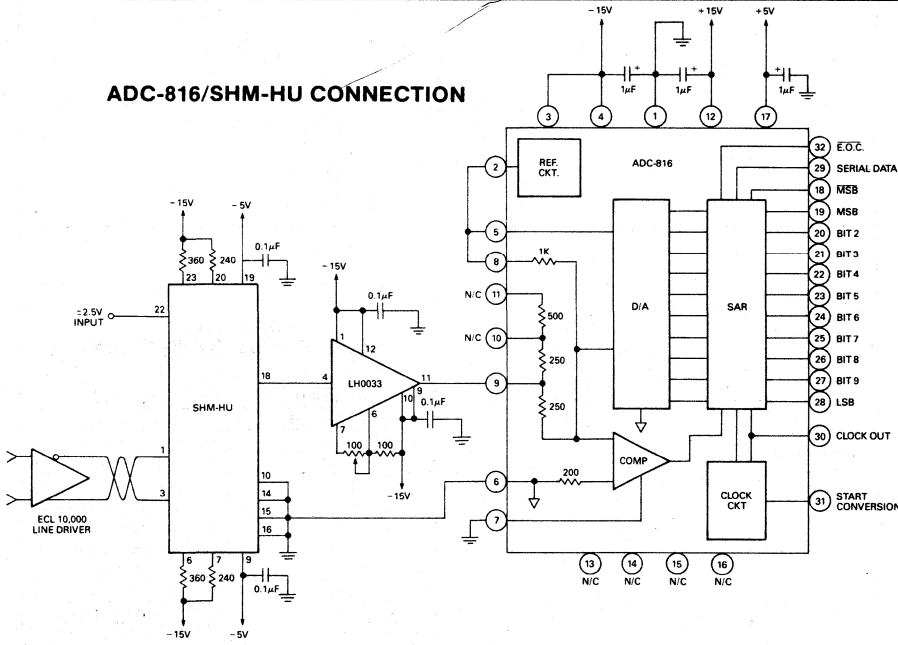 ADC-816/SHM-HU CONNECTION
-15V
+15V
+5V
+
1µF
+
1µF
+
1µF
3
4
1
12
17
2
REF.
CKT.
ADC-816
32
E.O.C.
29
SERIAL DATA
18
MSB
19
MSB
20
BIT 2
21
BIT 3
22
BIT 4
23
BIT 5
24
BIT 6
25
BIT 7
26
BIT 8
27
BIT 9
28
LSB
30
CLOCK OUT
31
START
CONVERSION
5
8
1K
N/C
11
500
N/C
10
250
9
250
D/A
SAR
COMP
6
200
7
CLOCK
CKT
13
N/C
14
N/C
15
N/C
16
N/C
-15V
-5V
360
240
0.1µF
23
20
19
±2.5V
INPUT
22
SHM-HU
18
-15V
0.1µF
1
12
4
LH0033
11
9
10
6
7
0.1µF
100
100
-15V
1
3
ECL 10,000
LINE DRIVER
10
14
15
16
6
7
9
360
240
0.1µF
-15V
-5V